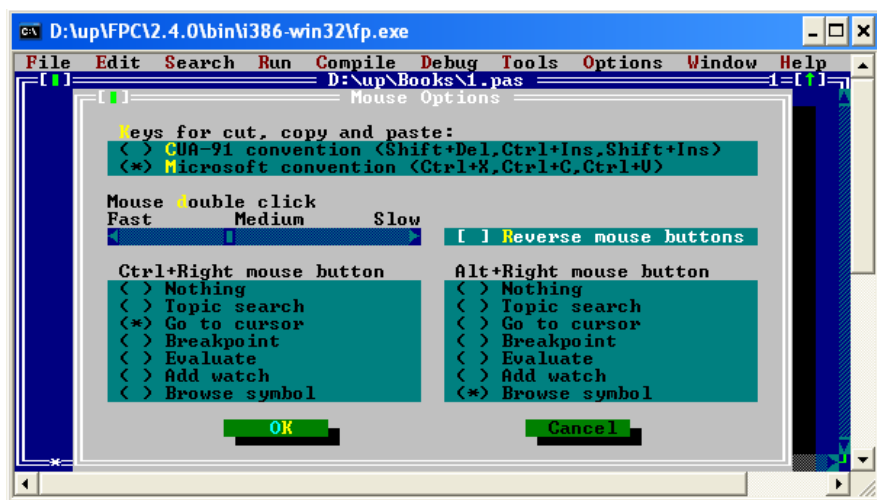 D:\up\FPC\2.4.0\bin\i386-win32\fp.exe
File Edit Search Run Compile Debug Tools Options Window Help
[■] D:\up\Books\1.pas 1=[↑]
[■] Mouse Options
Keys for cut, copy and paste:
( ) CUA-91 convention (Shift+Del,Ctrl+Ins,Shift+Ins)
(*) Microsoft convention (Ctrl+X,Ctrl+C,Ctrl+V)
Mouse double click
Fast Medium Slow
[ ] Reverse mouse buttons
Ctrl+Right mouse button Alt+Right mouse button
( ) Nothing ( ) Nothing
( ) Topic search ( ) Topic search
(*) Go to cursor ( ) Go to cursor
( ) Breakpoint ( ) Breakpoint
( ) Evaluate ( ) Evaluate
( ) Add watch ( ) Add watch
( ) Browse symbol (*) Browse symbol
OK Cancel